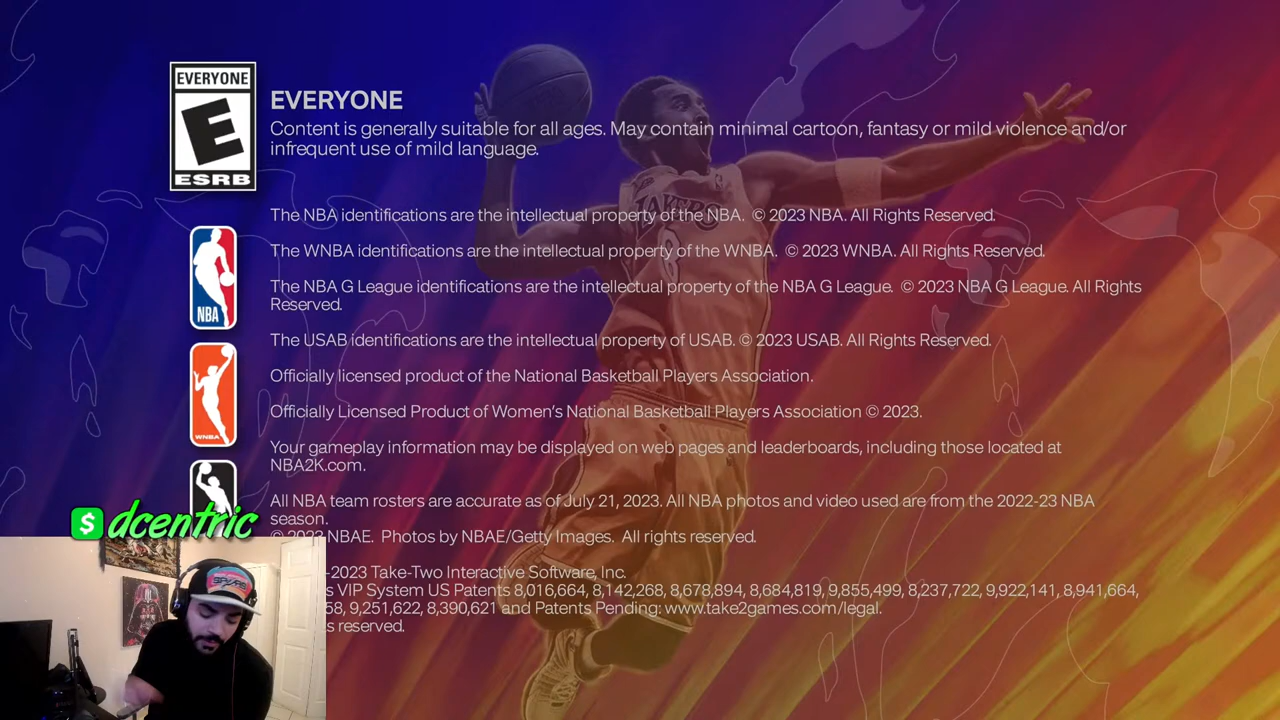 EVERYONE
E
ESRB
EVERYONE
Content is generally suitable for all ages. May contain minimal cartoon, fantasy or mild violence and/or
infrequent use of mild language.
The NBA identifications are the intellectual property of the NBA. © 2023 NBA. All Rights Reserved.
NBA
The WNBA identifications are the intellectual property of the WNBA. © 2023 WNBA. All Rights Reserved.
The NBA G League identifications are the intellectual property of the NBA G League. © 2023 NBA G League. All Rights
Reserved.
The USAB identifications are the intellectual property of USAB. © 2023 USAB. All Rights Reserved.
WNBA
Officially licensed product of the National Basketball Players Association.
Officially Licensed Product of Women's National Basketball Players Association © 2023.
Your gameplay information may be displayed on web pages and leaderboards, including those located at
NBA2K.com.
All NBA team rosters are accurate as of July 21, 2023. All NBA photos and video used are from the 2022-23 NBA
season.
© 2023 NBAE. Photos by NBAE/Getty Images. All rights reserved.
-2023 Take-Two Interactive Software, Inc.
s VIP System US Patents 8,016,664, 8,142,268, 8,678,894, 8,684,819, 9,855,499, 8,237,722, 9,922,141, 8,941,664,
58, 9,251,622, 8,390,621 and Patents Pending: www.take2games.com/legal.
s reserved.
LAKERS
8
$ dcentric
SPURS